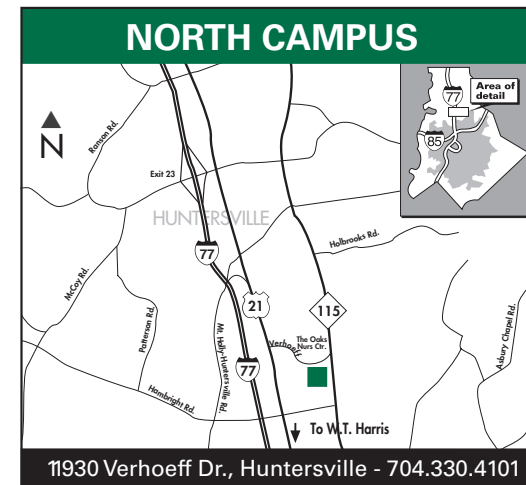 NORTH CAMPUS
Area of
detail
77
85
N
Ranson Rd.
Exit 23
HUNTERSVILLE
77
Holbrooks Rd.
McCoy Rd.
Patterson Rd.
Mt. Holly-Huntersville Rd.
21
115
Asbury Chapel Rd.
The Oaks
Nurs Ctr.
Verhoeff
77
Hambright Rd.
To W.T. Harris
11930 Verhoeff Dr., Huntersville - 704.330.4101